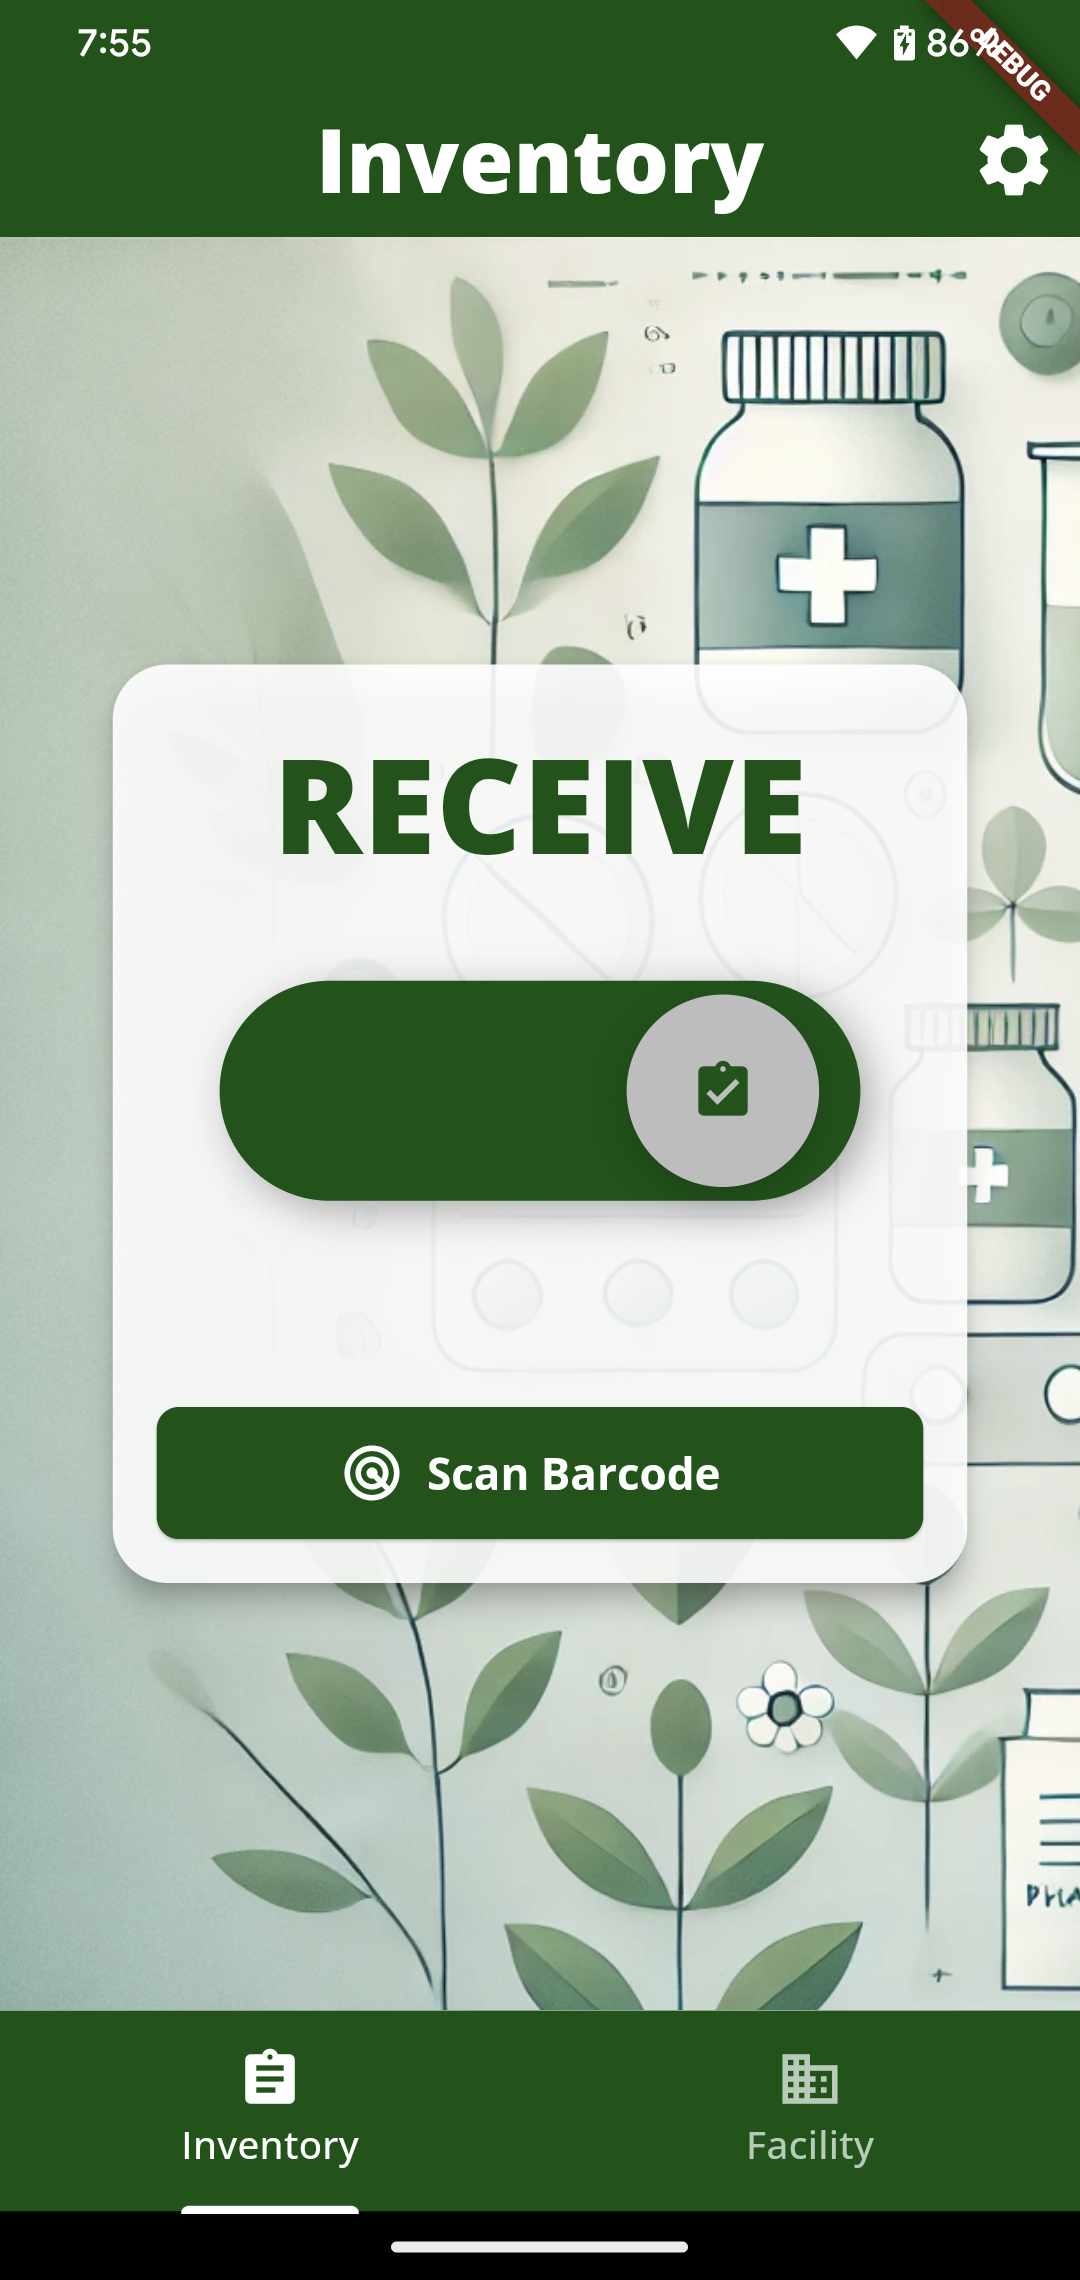 7:55
86%
DEBUG
Inventory
RECEIVE
Scan Barcode
Inventory
Facility